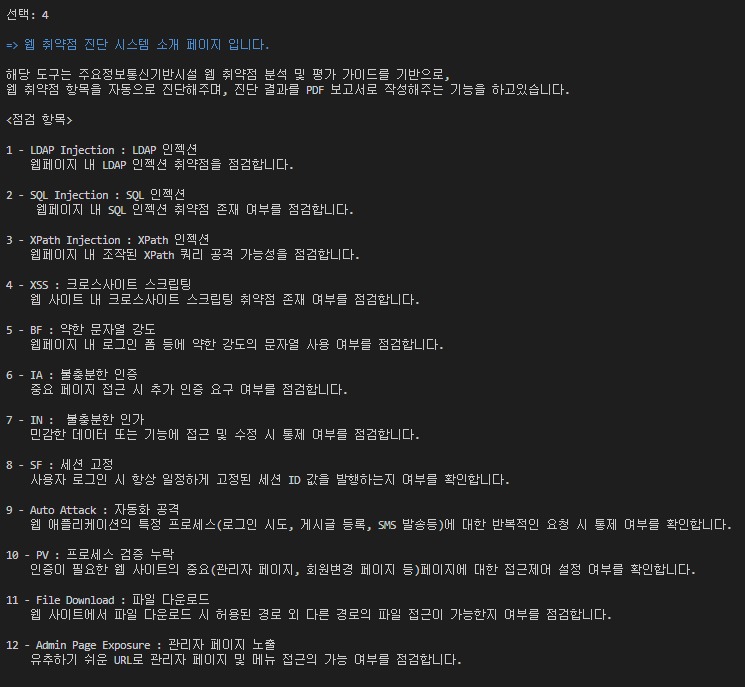 선택: 4
=> 웹 취약점 진단 시스템 소개 페이지 입니다.
해당 도구는 주요정보통신기반시설 웹 취약점 분석 및 평가 가이드를 기반으로,
웹 취약점 항목을 자동으로 진단해주며, 진단 결과를 PDF 보고서로 작성해주는 기능을 하고있습니다.
<점검 항목>
1 - LDAP Injection : LDAP 인젝션
웹페이지 내 LDAP 인젝션 취약점을 점검합니다.
2 - SQL Injection : SQL 인젝션
웹페이지 내 SQL 인젝션 취약점 존재 여부를 점검합니다.
3 - XPath Injection : XPath 인젝션
웹페이지 내 조작된 XPath 쿼리 공격 가능성을 점검합니다.
4 - XSS : 크로스사이트 스크립팅
웹 사이트 내 크로스사이트 스크립팅 취약점 존재 여부를 점검합니다.
5 - BF : 약한 문자열 강도
웹페이지 내 로그인 폼 등에 약한 강도의 문자열 사용 여부를 점검합니다.
6 - IA : 불충분한 인증
중요 페이지 접근 시 추가 인증 요구 여부를 점검합니다.
7 - IN :  불충분한 인가
민감한 데이터 또는 기능에 접근 및 수정 시 통제 여부를 점검합니다.
8 - SF : 세션 고정
사용자 로그인 시 항상 일정하게 고정된 세션 ID 값을 발행하는지 여부를 확인합니다.
9 - Auto Attack : 자동화 공격
웹 애플리케이션의 특정 프로세스(로그인 시도, 게시글 등록, SMS 발송등)에 대한 반복적인 요청 시 통제 여부를 확인합니다.
10 - PV : 프로세스 검증 누락
인증이 필요한 웹 사이트의 중요(관리자 페이지, 회원변경 페이지 등)페이지에 대한 접근제어 설정 여부를 확인합니다.
11 - File Download : 파일 다운로드
웹 사이트에서 파일 다운로드 시 허용된 경로 외 다른 경로의 파일 접근이 가능한지 여부를 점검합니다.
12 - Admin Page Exposure : 관리자 페이지 노출
유추하기 쉬운 URL로 관리자 페이지 및 메뉴 접근의 가능 여부를 점검합니다.